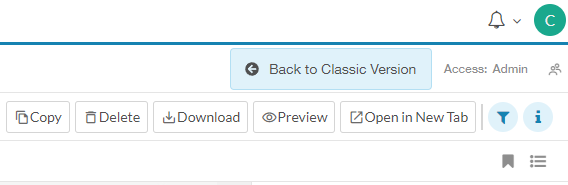 C
Back to Classic Version Access: Admin
Copy Delete Download Preview Open in New Tab